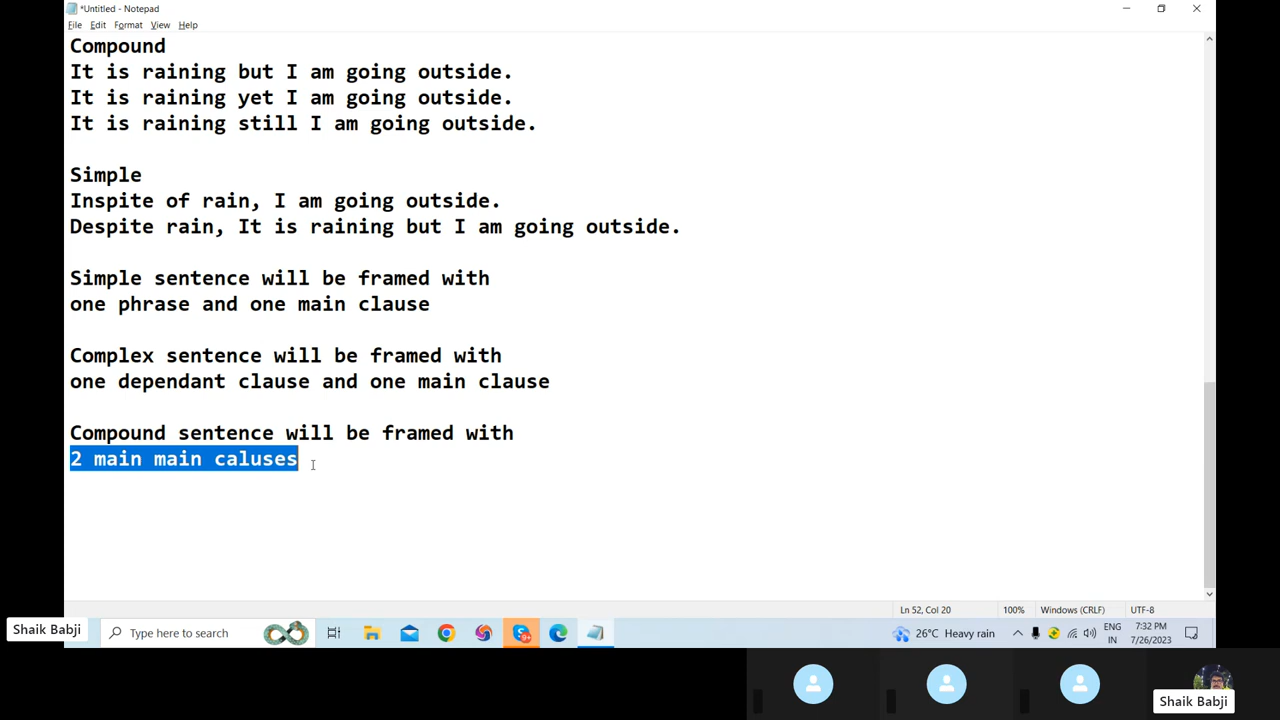 *Untitled - Notepad
File Edit Format View Help
Compound
It is raining but I am going outside.
It is raining yet I am going outside.
It is raining still I am going outside.
Simple
Inspite of rain, I am going outside.
Despite rain, It is raining but I am going outside.
Simple sentence will be framed with
one phrase and one main clause
Complex sentence will be framed with
one dependant clause and one main clause
Compound sentence will be framed with
2 main main caluses
Ln 52, Col 20 100% Windows (CRLF) UTF-8
Shaik Babji
Type here to search
26°C Heavy rain
ENG
IN
7:32 PM
7/26/2023
Shaik Babji